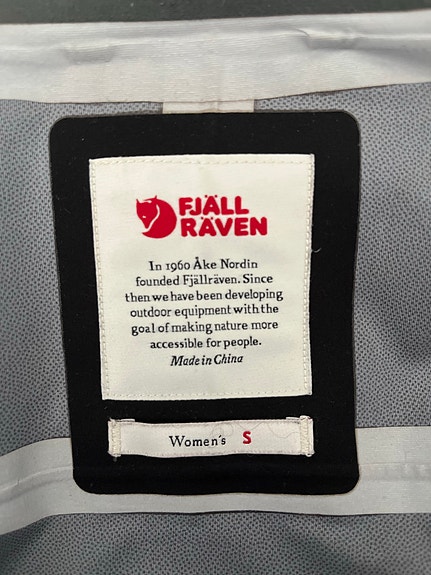 FJÄLL
RÄVEN
In 1960 Åke Nordin
founded Fjällräven. Since
then we have been developing
outdoor equipment with the
goal of making nature more
accessible for people.
Made in China
Women's S